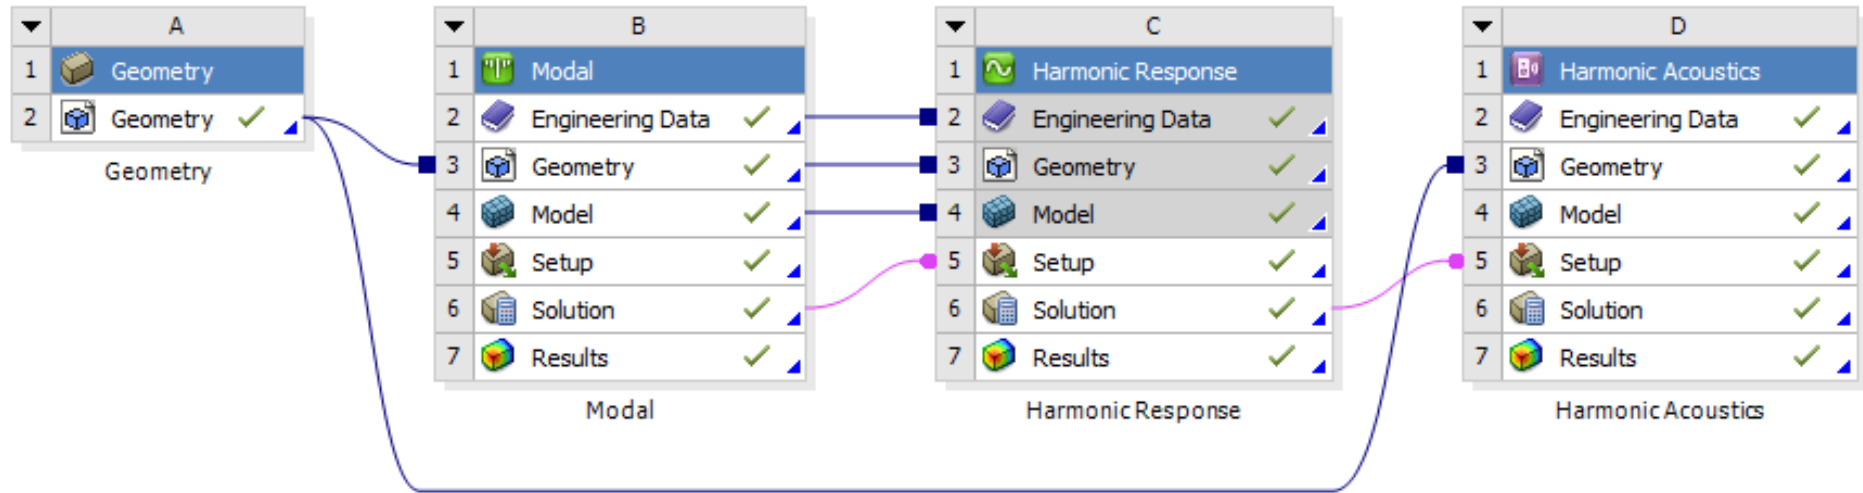 A
1 Geometry
2 Geometry
Geometry
B
1 Modal
2 Engineering Data
3 Geometry
4 Model
5 Setup
6 Solution
7 Results
Modal
C
1 Harmonic Response
2 Engineering Data
3 Geometry
4 Model
5 Setup
6 Solution
7 Results
Harmonic Response
D
1 Harmonic Acoustics
2 Engineering Data
3 Geometry
4 Model
5 Setup
6 Solution
7 Results
Harmonic Acoustics